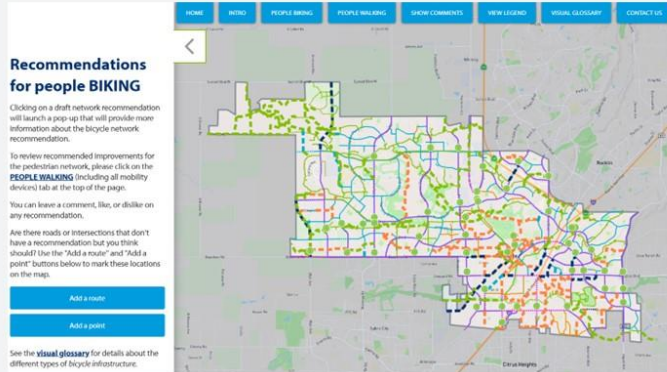 HOME
INTRO
PEOPLE BIKING
PEOPLE WALKING
SHOW COMMENTS
VIEW LEGEND
VISUAL GLOSSARY
CONTACT US
Recommendations
for people BIKING
Clicking on a draft network recommendation
will launch a pop-up that will provide more
information about the bicycle network
recommendation.
To review recommended improvements for
the pedestrian network, please click on the
PEOPLE WALKING (including all mobility
devices) tab at the top of the page.
You can leave a comment, like, or dislike on
any recommendation.
Are there roads or intersections that don't
have a recommendation but you think
should? Use the "Add a route" and "Add a
point" buttons below to mark these locations
on the map.
Add a route
Add a point
See the visual glossary for details about the
different types of bicycle infrastructure.
Rocklin
Citrus Heights